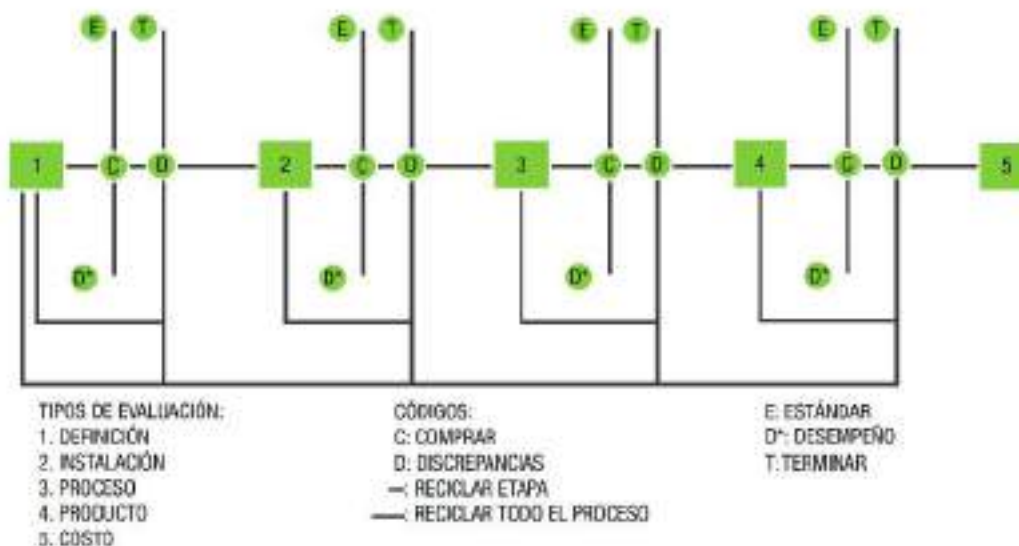 E T E T E T E T
1 C D 2 C D 3 C D 4 C D 5
D* D* D* D*
TIPOS DE EVALUACIÓN:
1. DEFINICIÓN
2. INSTALACIÓN
3. PROCESO
4. PRODUCTO
5. COSTO
CÓDIGOS:
C: COMPRAR
D: DISCREPANCIAS
—: RECICLAR ETAPA
——: RECICLAR TODO EL PROCESO
E: ESTÁNDAR
D*: DESEMPEÑO
T: TERMINAR